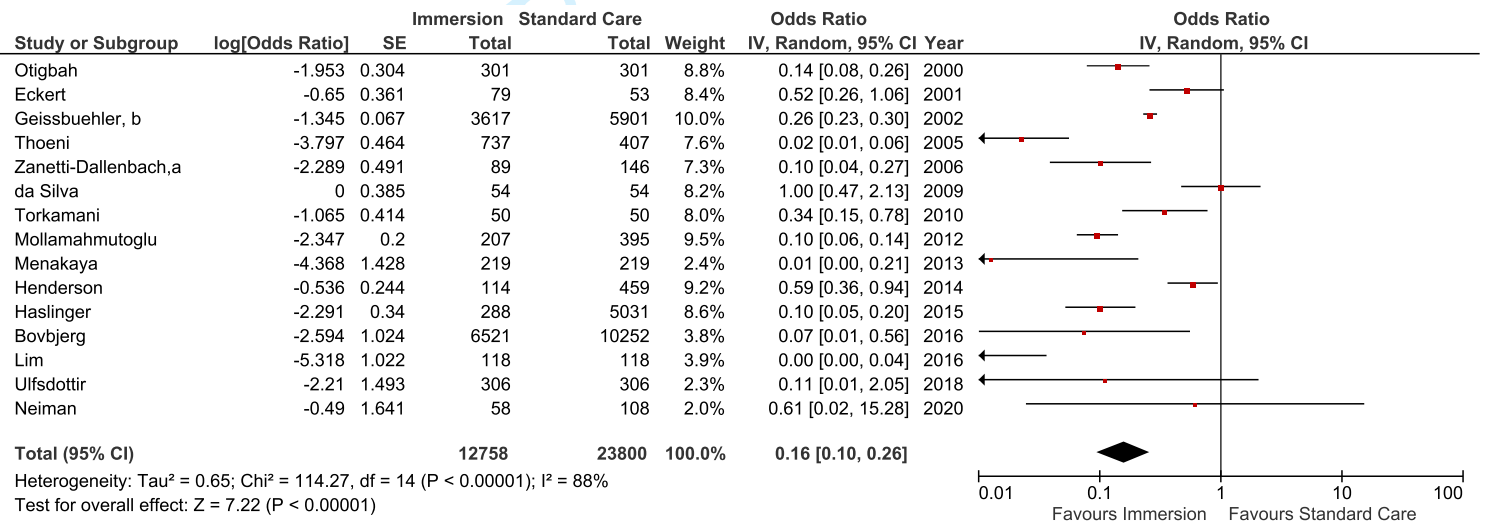 Immersion Standard Care Odds Ratio Odds Ratio
Study or Subgroup log[Odds Ratio] SE Total Total Weight IV, Random, 95% CI Year IV, Random, 95% CI
Otigbah -1.953 0.304 301 301 8.8% 0.14 [0.08, 0.26] 2000
Eckert -0.65 0.361 79 53 8.4% 0.52 [0.26, 1.06] 2001
Geissbuehler, b -1.345 0.067 3617 5901 10.0% 0.26 [0.23, 0.30] 2002
Thoeni -3.797 0.464 737 407 7.6% 0.02 [0.01, 0.06] 2005
Zanetti-Dallenbach,a -2.289 0.491 89 146 7.3% 0.10 [0.04, 0.27] 2006
da Silva 0 0.385 54 54 8.2% 1.00 [0.47, 2.13] 2009
Torkamani -1.065 0.414 50 50 8.0% 0.34 [0.15, 0.78] 2010
Mollamahmutoglu -2.347 0.2 207 395 9.5% 0.10 [0.06, 0.14] 2012
Menakaya -4.368 1.428 219 219 2.4% 0.01 [0.00, 0.21] 2013
Henderson -0.536 0.244 114 459 9.2% 0.59 [0.36, 0.94] 2014
Haslinger -2.291 0.34 288 5031 8.6% 0.10 [0.05, 0.20] 2015
Bovbjerg -2.594 1.024 6521 10252 3.8% 0.07 [0.01, 0.56] 2016
Lim -5.318 1.022 118 118 3.9% 0.00 [0.00, 0.04] 2016
Ulfsdottir -2.21 1.493 306 306 2.3% 0.11 [0.01, 2.05] 2018
Neiman -0.49 1.641 58 108 2.0% 0.61 [0.02, 15.28] 2020
Total (95% CI) 12758 23800 100.0% 0.16 [0.10, 0.26]
Heterogeneity: Tau² = 0.65; Chi² = 114.27, df = 14 (P < 0.00001); I² = 88%
0.01 0.1 1 10 100
Test for overall effect: Z = 7.22 (P < 0.00001)
Favours Immersion Favours Standard Care